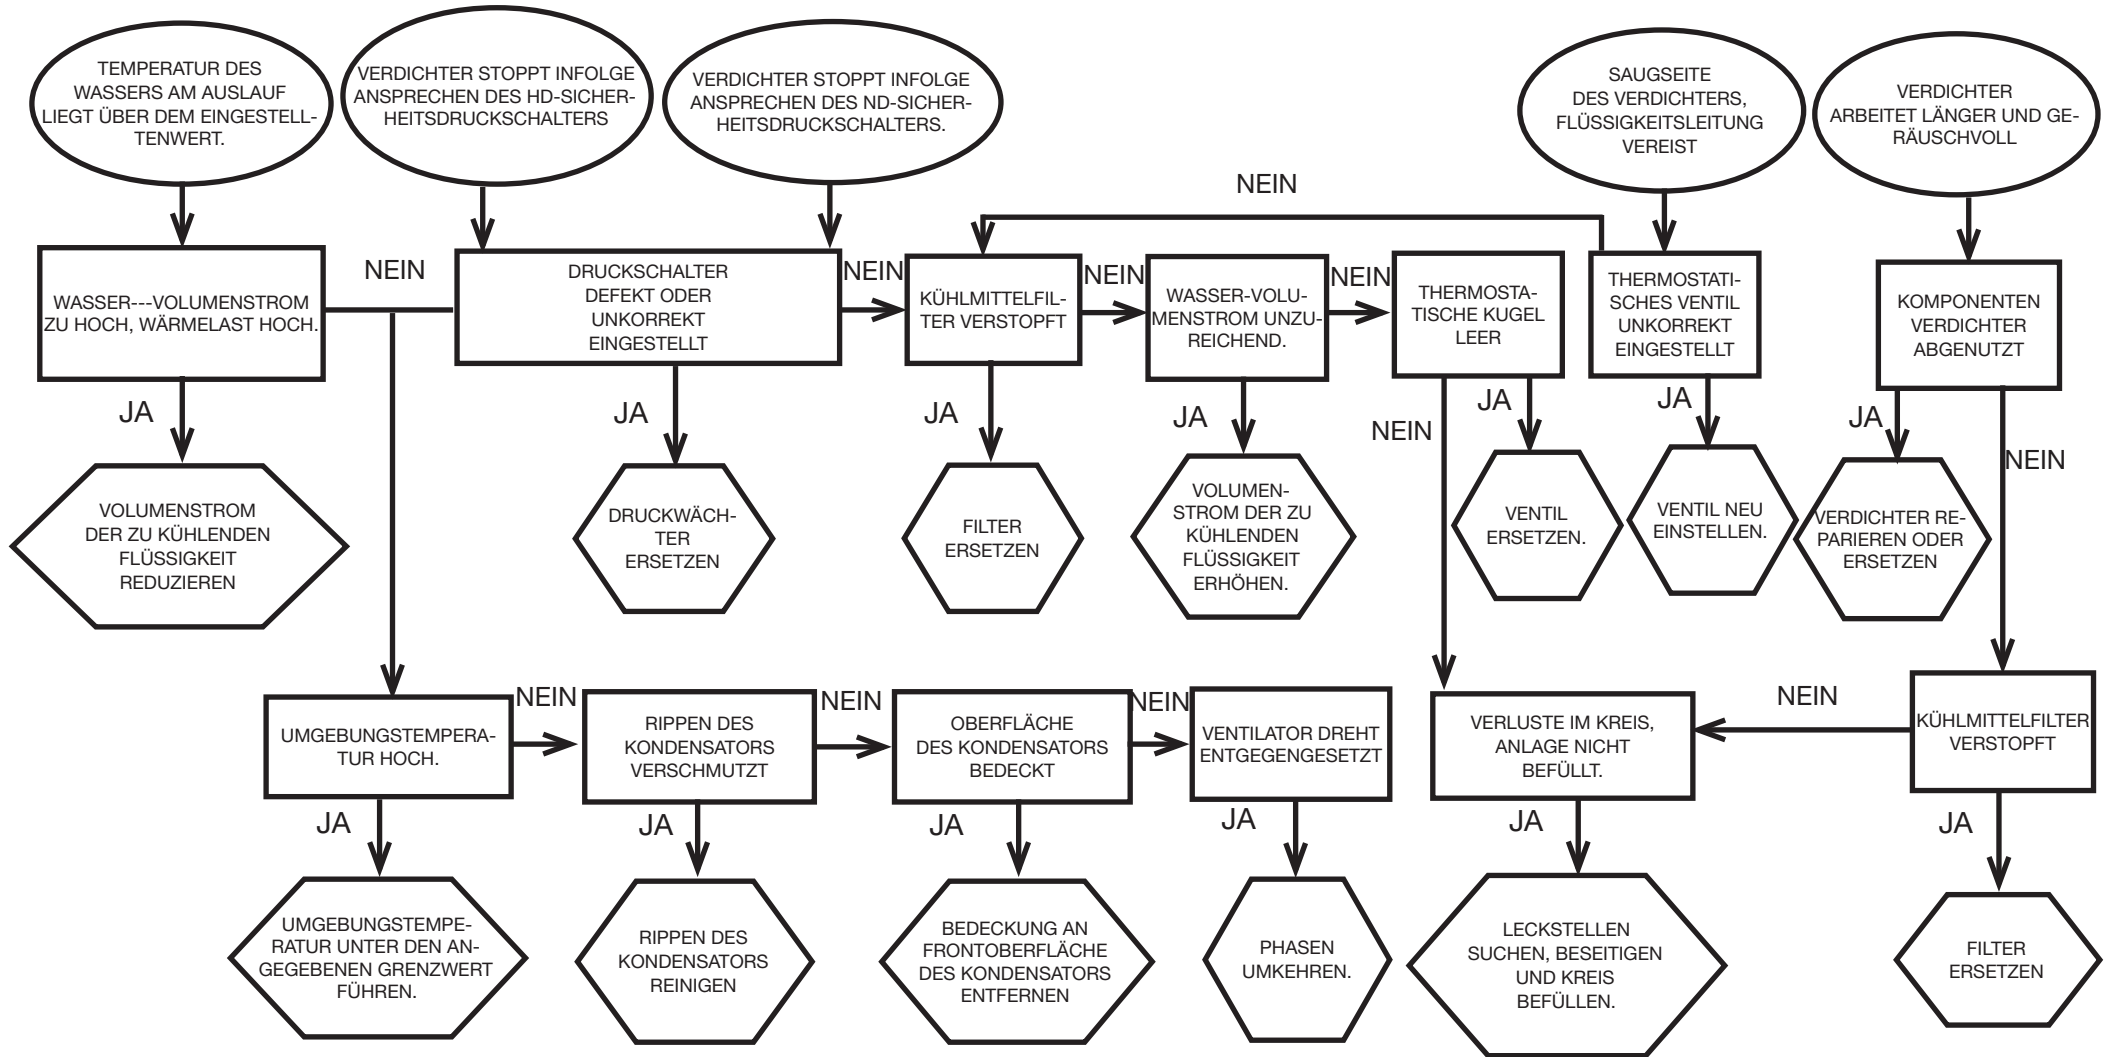 TEMPERATUR DES
WASSERS AM AUSLAUF
LIEGT ÜBER DEM EINGESTELL-
TENWERT.
VERDICHTER STOPPT INFOLGE
ANSPRECHEN DES HD-SICHER-
HEITSDRUCKSCHALTERS
VERDICHTER STOPPT INFOLGE
ANSPRECHEN DES ND-SICHER-
HEITSDRUCKSCHALTERS.
SAUGSEITE
DES VERDICHTERS,
FLÜSSIGKEITSLEITUNG
VEREIST
VERDICHTER
ARBEITET LÄNGER UND GE-
RÄUSCHVOLL
NEIN
WASSER---VOLUMENSTROM
ZU HOCH, WÄRMELAST HOCH.
NEIN
DRUCKSCHALTER
DEFEKT ODER
UNKORREKT
EINGESTELLT
NEIN
KÜHLMITTELFIL-
TER VERSTOPFT
NEIN
WASSER-VOLU-
MENSTROM UNZU-
REICHEND.
NEIN
THERMOSTA-
TISCHE KUGEL
LEER
THERMOSTATI-
SCHES VENTIL
UNKORREKT
EINGESTELLT
KOMPONENTEN
VERDICHTER
ABGENUTZT
JA
JA
JA
JA
NEIN
JA
JA
JA
NEIN
VOLUMENSTROM
DER ZU KÜHLENDEN
FLÜSSIGKEIT
REDUZIEREN
DRUCKWÄCH-
TER
ERSETZEN
FILTER
ERSETZEN
VOLUMEN-
STROM DER ZU
KÜHLENDEN
FLÜSSIGKEIT
ERHÖHEN.
VENTIL
ERSETZEN.
VENTIL NEU
EINSTELLEN.
VERDICHTER RE-
PARIEREN ODER
ERSETZEN
UMGEBUNGSTEMPERA-
TUR HOCH.
NEIN
RIPPEN DES
KONDENSATORS
VERSCHMUTZT
NEIN
OBERFLÄCHE
DES KONDENSATORS
BEDECKT
NEIN
VENTILATOR DREHT
ENTGEGENGESETZT
VERLUSTE IM KREIS,
ANLAGE NICHT
BEFÜLLT.
NEIN
KÜHLMITTELFILTER
VERSTOPFT
JA
JA
JA
JA
JA
JA
UMGEBUNGSTEMPE-
RATUR UNTER DEN AN-
GEGEBENEN GRENZWERT
FÜHREN.
RIPPEN DES
KONDENSATORS
REINIGEN
BEDECKUNG AN
FRONTOBERFLÄCHE
DES KONDENSATORS
ENTFERNEN
PHASEN
UMKEHREN.
LECKSTELLEN
SUCHEN, BESEITIGEN
UND KREIS
BEFÜLLEN.
FILTER
ERSETZEN